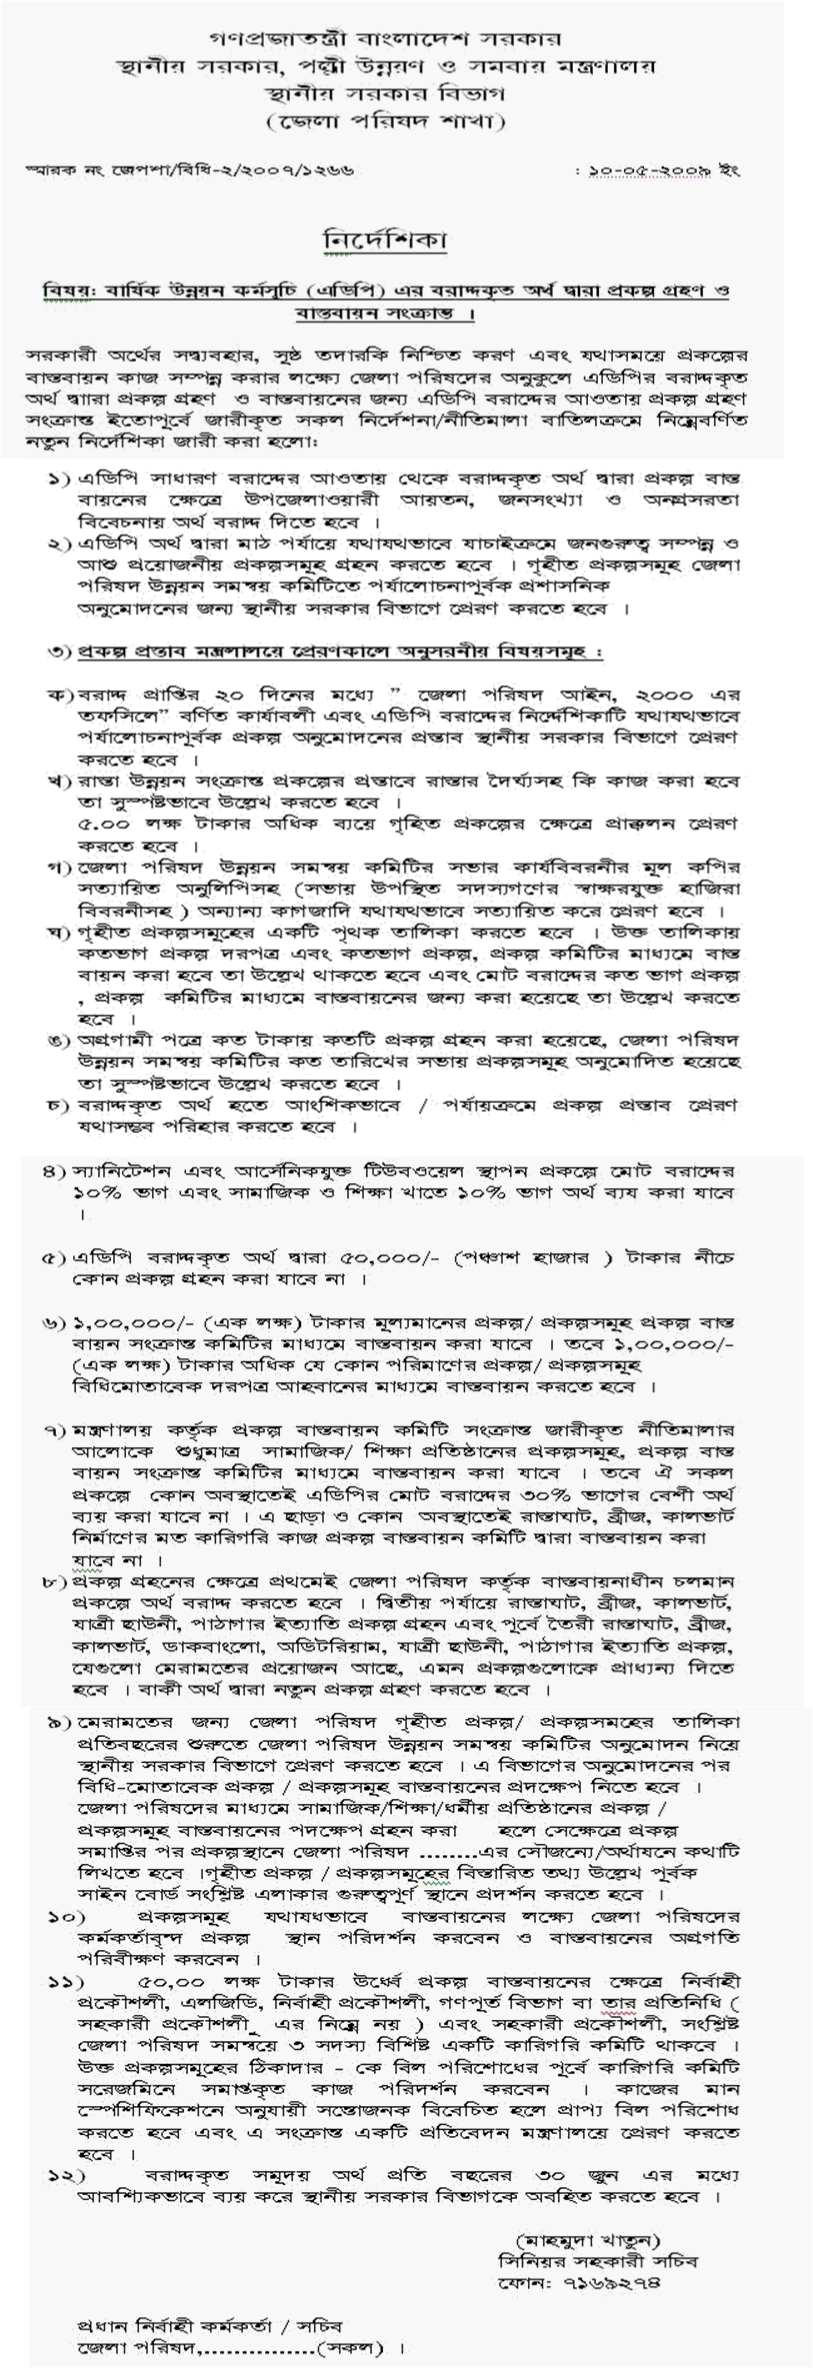 গণপ্রজাতন্ত্রী বাংলাদেশ সরকার
স্থানীয় সরকার, পল্লী উন্নয়ণ ও সমবায় মন্ত্রণালয়
স্থানীয় সরকার বিভাগ
(জেলা পরিষদ শাখা)
স্মারক নং জেপশা/বিধি-২/২০০৭/১২৬৬ : ১০-০৫-২০০৯ ইং
নির্দেশিকা
বিষয়: বার্ষিক উন্নয়ন কর্মসূচি (এডিপি) এর বরাদ্দকৃত অর্থ দ্বারা প্রকল্প গ্রহণ ও
বাস্তবায়ন সংক্রান্ত ।
সরকারী অর্থের সদ্ব্যবহার, সুষ্ঠ তদারকি নিশ্চিত করণ এবং যথাসময়ে প্রকল্পের
বাস্তবায়ন কাজ সম্পন্ন করার লক্ষ্যে জেলা পরিষদের অনুকুলে এডিপির বরাদ্দকৃত
অর্থ দ্বাারা প্রকল্প গ্রহণ ও বাস্তবায়নের জন্য এডিপি বরাদ্দের আওতায় প্রকল্প গ্রহণ
সংক্রান্ত ইতোপূর্বে জারীকৃত সকল নির্দেশনা/নীতিমালা বাতিলক্রমে নিম্নেবর্ণিত
নতুন নির্দেশিকা জারী করা হলো:
১) এডিপি সাধারণ বরাদ্দের আওতায় থেকে বরাদ্দকৃত অর্থ দ্বারা প্রকল্প বাস্ত
বায়নের ক্ষেত্রে উপজেলাওয়ারী আয়তন, জনসংখ্যা ও অনগ্রসরতা
বিবেচনায় অর্থ বরাদ্দ দিতে হবে ।
২) এডিপি অর্থ দ্বারা মাঠ পর্যায়ে যথাযথভাবে যাচাইক্রমে জনগুরুত্ব সম্পন্ন ও
আশু প্রয়োজনীয় প্রকল্পসমূহ গ্রহন করতে হবে । গৃহীত প্রকল্পসমূহ জেলা
পরিষদ উন্নয়ন সমন্বয় কমিটিতে পর্যালোচনাপূর্বক প্রশাসনিক
অনুমোদনের জন্য স্থানীয় সরকার বিভাগে প্রেরণ করতে হবে ।
৩) প্রকল্প প্রস্তাব মন্ত্রলালয়ে প্রেরণকালে অনুসরনীয় বিষয়সমূহ :
ক) বরাদ্দ প্রাপ্তির ২০ দিনের মধ্যে ” জেলা পরিষদ আইন, ২০০০ এর
তফসিলে” বর্ণিত কার্যাবলী এবং এডিপি বরাদ্দের নির্দেশিকাটি যথাযথভাবে
পর্যালোচনাপূর্বক প্রকল্প অনুমোদনের প্রস্তাব স্থানীয় সরকার বিভাগে প্রেরণ
করতে হবে ।
খ) রাস্তা উন্নয়ন সংক্রান্ত প্রকল্পের প্রস্তাবে রাস্তার দৈর্ঘ্যসহ কি কাজ করা হবে
তা সুস্পষ্টভাবে উল্লেখ করতে হবে ।
৫.০০ লক্ষ টাকার অধিক ব্যয়ে গৃহিত প্রকল্পের ক্ষেত্রে প্রাক্কলন প্রেরণ
করতে হবে ।
গ) জেলা পরিষদ উন্নয়ন সমন্বয় কমিটির সভার কার্যবিবরনীর মূল কপির
সত্যায়িত অনুলিপিসহ (সভায় উপস্থিত সদস্যগণের স্বাক্ষরযুক্ত হাজিরা
বিবরনীসহ ) অন্যান্য কাগজাদি যথাযথভাবে সত্যায়িত করে প্রেরণ হবে ।
ঘ) গৃহীত প্রকল্পসমূহের একটি পৃথক তালিকা করতে হবে । উক্ত তালিকায়
কতভাগ প্রকল্প দরপত্র এবং কতভাগ প্রকল্প, প্রকল্প কমিটির মাধ্যমে বাস্ত
বায়ন করা হবে তা উল্লেখ থাকতে হবে এবং মোট বরাদ্দের কত ভাগ প্রকল্প
, প্রকল্প কমিটির মাধ্যমে বাস্তবায়নের জন্য করা হয়েছে তা উল্লেখ করতে
হবে ।
ঙ) অগ্রগামী পত্রে কত টাকায় কতটি প্রকল্প গ্রহন করা হয়েছে, জেলা পরিষদ
উন্নয়ন সমন্বয় কমিটির কত তারিখের সভায় প্রকল্পসমূহ অনুমোদিত হয়েছে
তা সুস্পষ্টভাবে উল্লেখ করতে হবে ।
চ) বরাদ্দকৃত অর্থ হতে আংশিকভাবে / পর্যায়ক্রমে প্রকল্প প্রস্তাব প্রেরণ
যথাসম্ভব পরিহার করতে হবে ।
৪) স্যানিটেশন এবং আর্সেনিকযুক্ত টিউবওয়েল স্থাপন প্রকল্পে মোট বরাদ্দের
১০% ভাগ এবং সামাজিক ও শিক্ষা খাতে ১০% ভাগ অর্থ ব্যয করা যাবে
।
৫) এডিপি বরাদ্দকৃত অর্থ দ্বারা ৫০,০০০/- (পঞ্চাশ হাজার ) টাকার নীচে
কোন প্রকল্প গ্রহন করা যাবে না ।
৬) ১,০০,০০০/- (এক লক্ষ) টাকার মূল্যমানের প্রকল্প/ প্রকল্পসমূহ প্রকল্প বাস্ত
বায়ন সংক্রান্ত কমিটির মাধ্যমে বাস্তবায়ন করা যাবে । তবে ১,০০,০০০/-
(এক লক্ষ) টাকার অধিক যে কোন পরিমাণের প্রকল্প/ প্রকল্পসমূহ
বিধিমোতাবেক দরপত্র আহবানের মাধ্যমে বাস্তবায়ন করতে হবে ।
৭) মন্ত্রণালয় কর্তৃক প্রকল্প বাস্তবায়ন কমিটি সংক্রান্ত জারীকৃত নীতিমালার
আলোকে শুধুমাত্র সামাজিক/ শিক্ষা প্রতিষ্ঠানের প্রকল্পসমূহ, প্রকল্প বাস্ত
বায়ন সংক্রান্ত কমিটির মাধ্যমে বাস্তবায়ন করা যাবে । তবে ঐ সকল
প্রকল্পে কোন অবস্থাতেই এডিপির মোট বরাদ্দের ৩০% ভাগের বেশী অর্থ
ব্যয় করা যাবে না । এ ছাড়া ও কোন অবস্থাতেই রাস্তাঘাট, ব্রীজ, কালভার্ট
নির্মাণের মত কারিগরি কাজ প্রকল্প বাস্তবায়ন কমিটি দ্বারা বাস্তবায়ন করা
যাবে না ।
৮) প্রকল্প গ্রহনের ক্ষেত্রে প্রথমেই জেলা পরিষদ কর্তৃক বাস্তবায়নাধীন চলমান
প্রকল্পে অর্থ বরাদ্দ করতে হবে । দ্বিতীয় পর্যায়ে রাস্তাঘাট, ব্রীজ, কালভার্ট,
যাত্রী ছাউনী, পাঠাগার ইত্যাতি প্রকল্প গ্রহন এবং পূর্বে তৈরী রাস্তাঘাট, ব্রীজ,
কালভার্ট, ডাকবাংলো, অডিটরিয়াম, যাত্রী ছাউনী, পাঠাগার ইত্যাতি প্রকল্প,
যেগুলো মেরামতের প্রয়োজন আছে, এমন প্রকল্পগুলোকে প্রাধ্যন্য দিতে
হবে । বাকী অর্থ দ্বারা নতুন প্রকল্প গ্রহণ করতে হবে ।
৯) মেরামতের জন্য জেলা পরিষদ গৃহীত প্রকল্প/ প্রকল্পসমহের তালিকা
প্রতিবছরের শুরুতে জেলা পরিষদ উন্নয়ন সমন্বয় কমিটির অনুমোদন নিয়ে
স্থানীয় সরকার বিভাগে প্রেরণ করতে হবে । এ বিভাগের অনুমোদনের পর
বিধি-মোতাবেক প্রকল্প / প্রকল্পসমূহ বাস্তবায়নের প্রদক্ষেপ নিতে হবে ।
জেলা পরিষদের মাধ্যমে সামাজিক/শিক্ষা/ধর্মীয় প্রতিষ্ঠানের প্রকল্প /
প্রকল্পসমূহ বাস্তবায়নের পদক্ষেপ গ্রহন করা হলে সেক্ষেত্রে প্রকল্প
সমাপ্তির পর প্রকল্পস্থানে জেলা পরিষদ ........এর সৌজন্যে/অর্থায়নে কথাটি
লিখতে হবে ।গৃহীত প্রকল্প / প্রকল্পসমূহের বিস্তারিত তথ্য উল্লেখ পূর্বক
সাইন বোর্ড সংশ্লিষ্ট এলাকার গুরুত্বপূর্ণ স্থানে প্রদর্শন করতে হবে ।
১০) প্রকল্পসমূহ যথাযধভাবে বাস্তবায়নের লক্ষ্যে জেলা পরিষদের
কর্মকর্তাবৃন্দ প্রকল্প স্থান পরিদর্শন করবেন ও বাস্তবায়নের অগ্রগতি
পরিবীক্ষণ করবেন ।
১১) ৫০,০০ লক্ষ টাকার উর্ধ্বে প্রকল্প বাস্তবায়নের ক্ষেত্রে নির্বাহী
প্রকৌশলী, এলজিডি, নির্বাহী প্রকৌশলী, গণপূর্ত বিভাগ বা তার প্রতিনিধি (
সহকারী প্রকৌশলী এর নিম্নে নয় ) এবং সহকারী প্রকৌশলী, সংশ্লিষ্ট
জেলা পরিষদ সমন্বয়ে ৩ সদস্য বিশিষ্ট একটি কারিগরি কমিটি থাকবে ।
উক্ত প্রকল্পসমূহের ঠিকাদার - কে বিল পরিশোধের পূর্বে কারিগরি কমিটি
সরেজমিনে সমাপ্তকৃত কাজ পরিদর্শন করবেন । কাজের মান
স্পেশিফিকেশনে অনুযায়ী সন্তোজনক বিবেচিত হলে প্রাপ্য বিল পরিশোধ
করতে হবে এবং এ সংক্রান্ত একটি প্রতিবেদন মন্ত্রণালয়ে প্রেরণ করতে
হবে ।
১২) বরাদ্দকৃত সমূদয় অর্থ প্রতি বছরের ৩০ জুন এর মধ্যে
আবশ্যিকভাবে ব্যয় করে স্থানীয় সরকার বিভাগকে অবহিত করতে হবে ।
(মাহমুদা খাতুন)
সিনিয়র সহকারী সচিব
ফোন: ৭১৬৯২৭৪
প্রধান নির্বাহী কর্মকর্তা / সচিব
জেলা পরিষদ,...............(সকল) ।